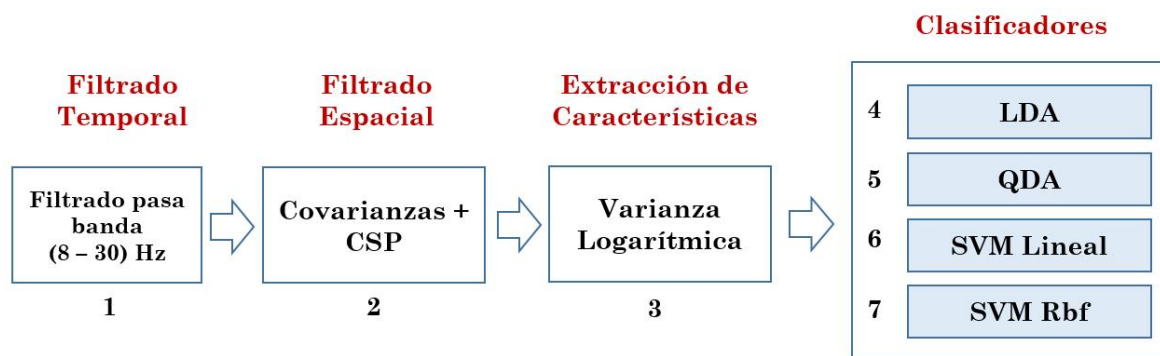 Clasificadores
Filtrado
Temporal
Filtrado
Espacial
Extracción de
Características
Filtrado pasa
banda
(8 – 30) Hz
1
Covarianzas +
CSP
2
Varianza
Logarítmica
3
4 LDA
5 QDA
6 SVM Lineal
7 SVM Rbf